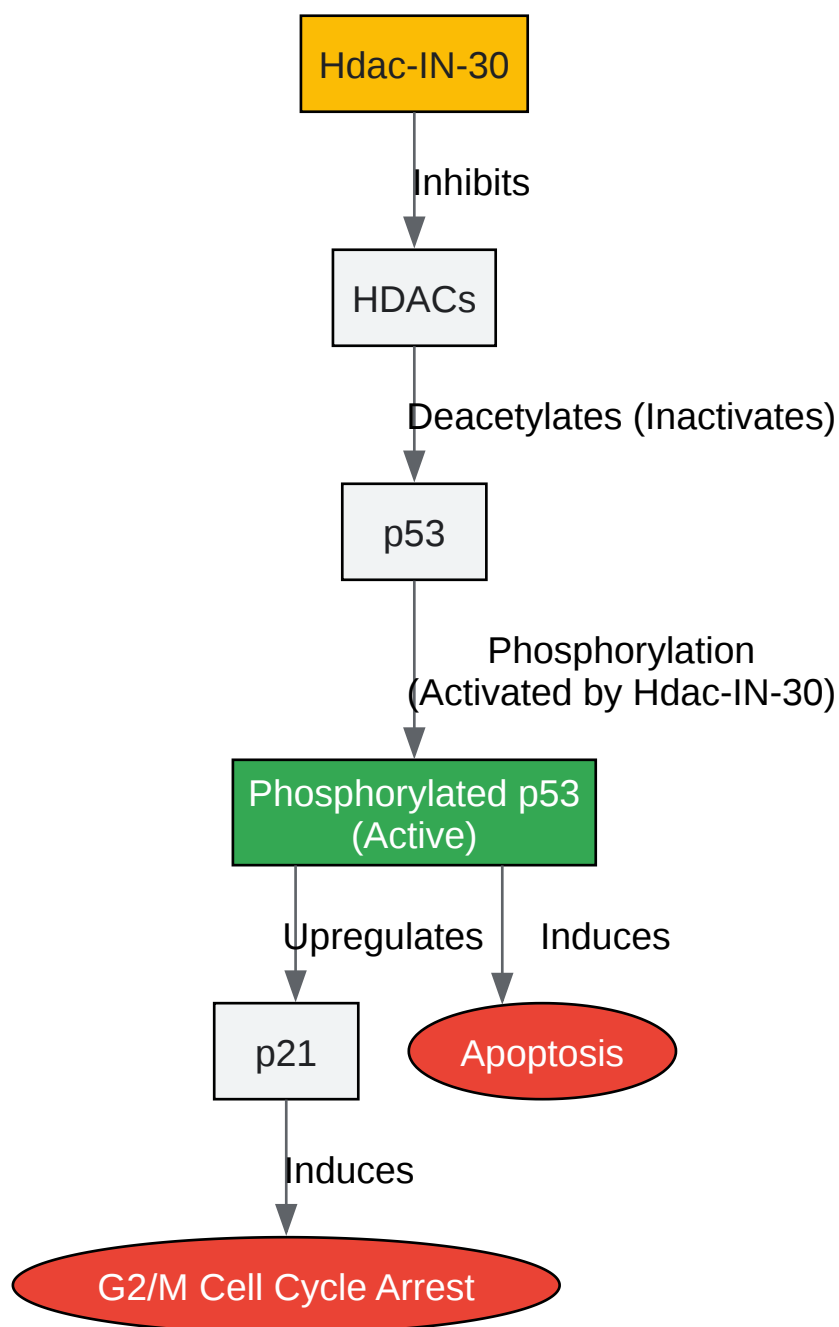 Hdac-IN-30
Inhibits
HDACs
Deacetylates (Inactivates)
p53
Phosphorylation
(Activated by Hdac-IN-30)
Phosphorylated p53
(Active)
Upregulates
Induces
p21
Apoptosis
Induces
G2/M Cell Cycle Arrest